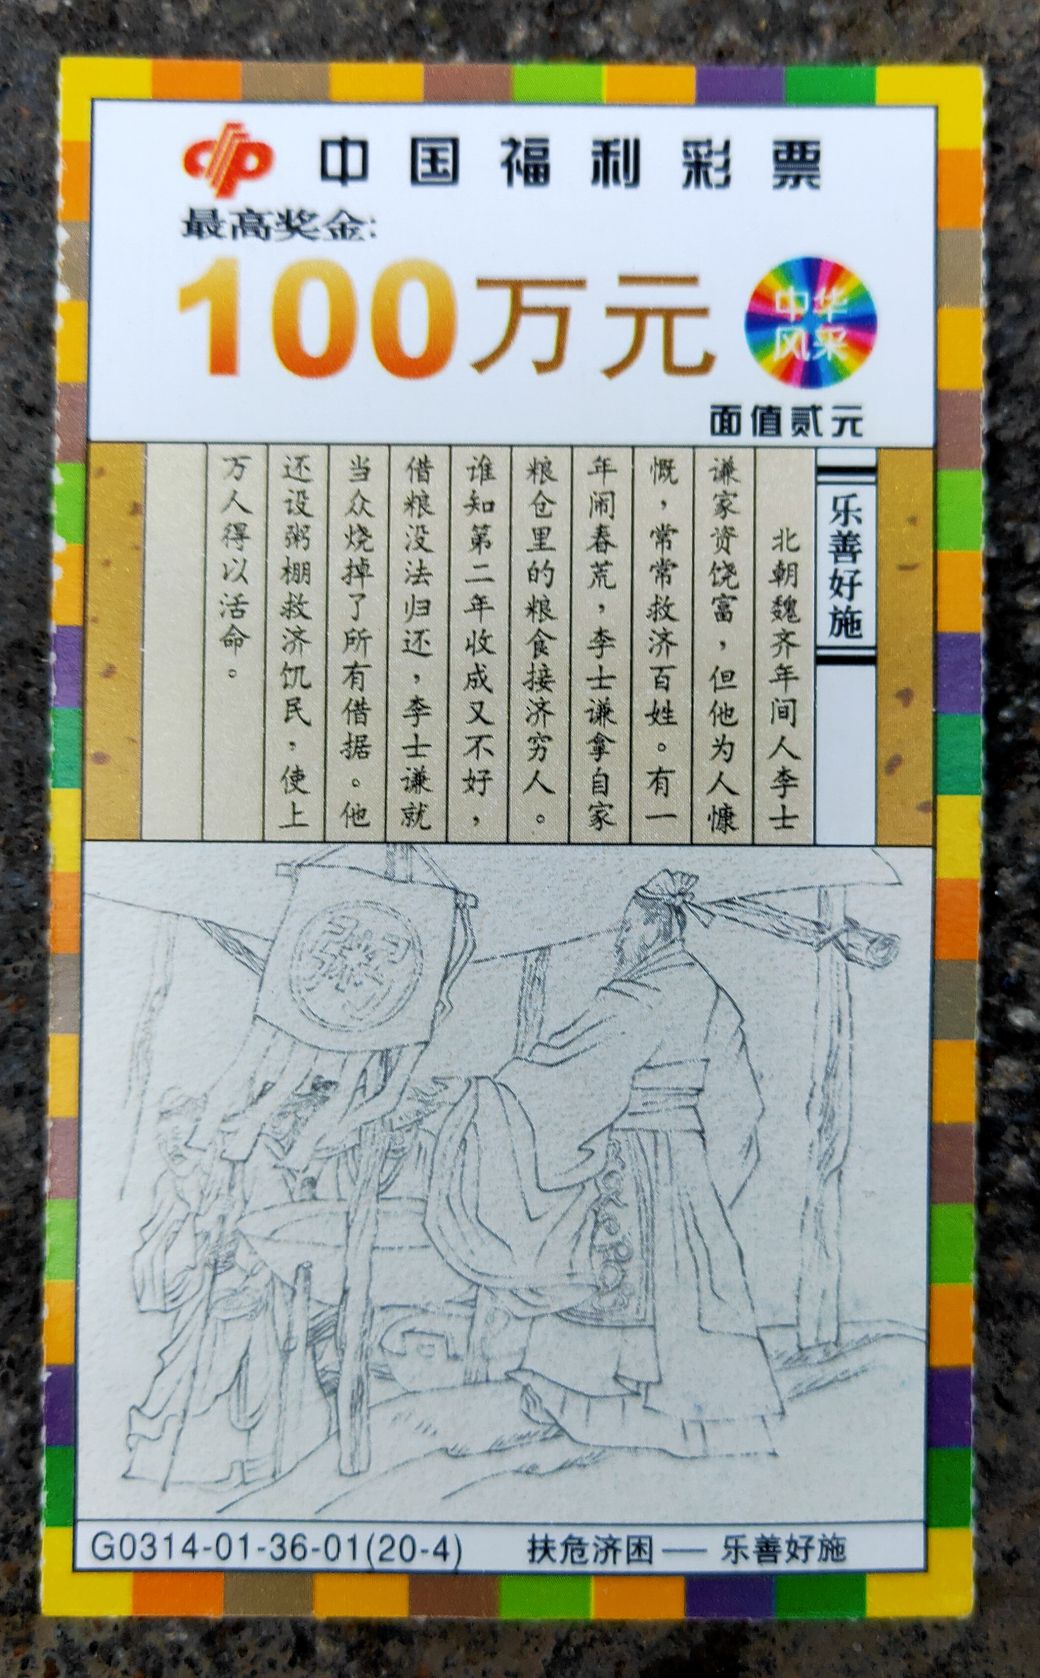 中国福利彩票
最高奖金:
100万元
中华
风采
面值贰元
乐善好施
北朝魏齐年间人李士
谦家资饶富，但他为人慷
慨，常常救济百姓。有一
年闹春荒，李士谦拿自家
粮仓里的粮食接济穷人。
谁知第二年收成又不好，
借粮没法归还，李士谦就
当众烧掉了所有借据。他
还设粥棚救济饥民，使上
万人得以活命。
G0314-01-36-01(20-4)
扶危济困——乐善好施